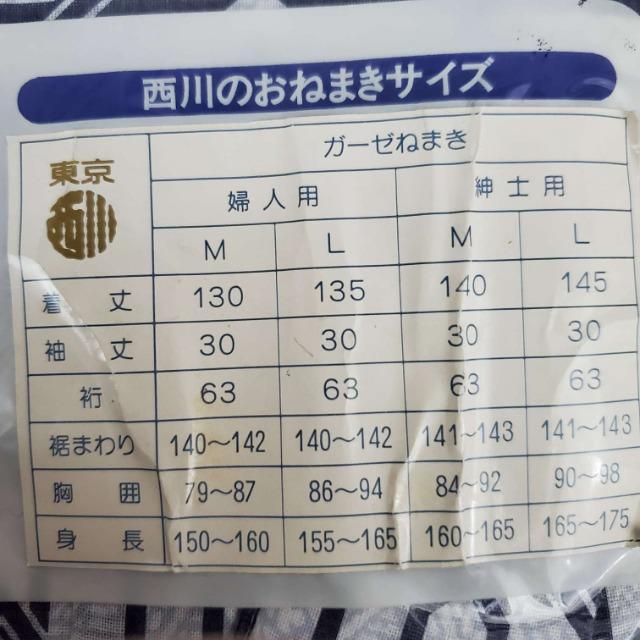 西川のおねまきサイズ
東京
西川
ガーゼねまき
婦人用 紳士用
M L M L
着丈 130 135 140 145
袖丈 30 30 30 30
裄 63 63 63 63
裾まわり 140〜142 140〜142 141〜143 141〜143
胸囲 79〜87 86〜94 84〜92 90〜98
身長 150〜160 155〜165 160〜165 165〜175